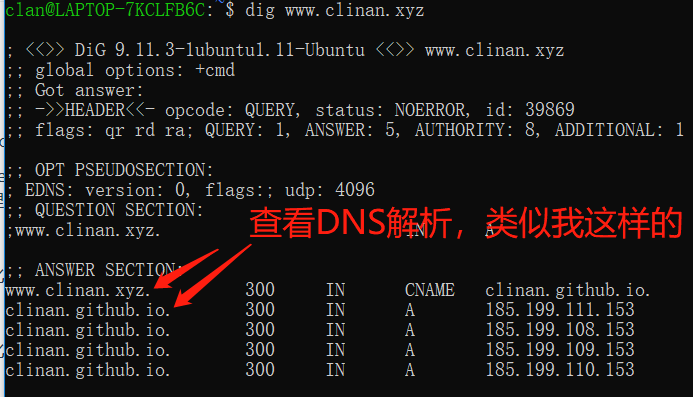 clan@LAPTOP-7KCLFB6C:~$ dig www.clinan.xyz
; <<>> DiG 9.11.3-1ubuntu1.11-Ubuntu <<>> www.clinan.xyz
;; global options: +cmd
;; Got answer:
;; ->>HEADER<<- opcode: QUERY, status: NOERROR, id: 39869
;; flags: qr rd ra; QUERY: 1, ANSWER: 5, AUTHORITY: 8, ADDITIONAL: 1
;; OPT PSEUDOSECTION:
; EDNS: version: 0, flags:; udp: 4096
;; QUESTION SECTION:
查看DNS解析，类似我这样的
;www.clinan.xyz. IN A
;; ANSWER SECTION:
www.clinan.xyz. 300 IN CNAME clinan.github.io.
clinan.github.io. 300 IN A 185.199.111.153
clinan.github.io. 300 IN A 185.199.108.153
clinan.github.io. 300 IN A 185.199.109.153
clinan.github.io. 300 IN A 185.199.110.153